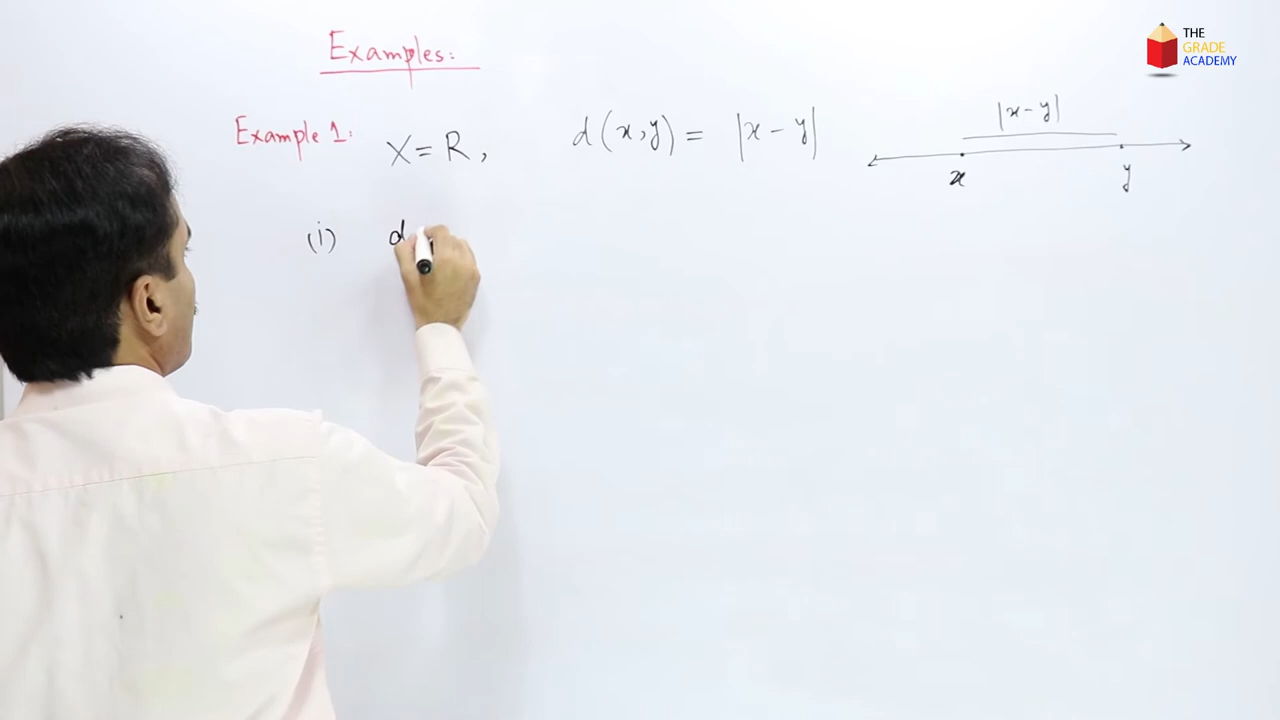 Examples:
THE
GRADE
ACADEMY
Example 1: X = R, d(x,y) = |x - y|
|x - y|
x y
(i) d